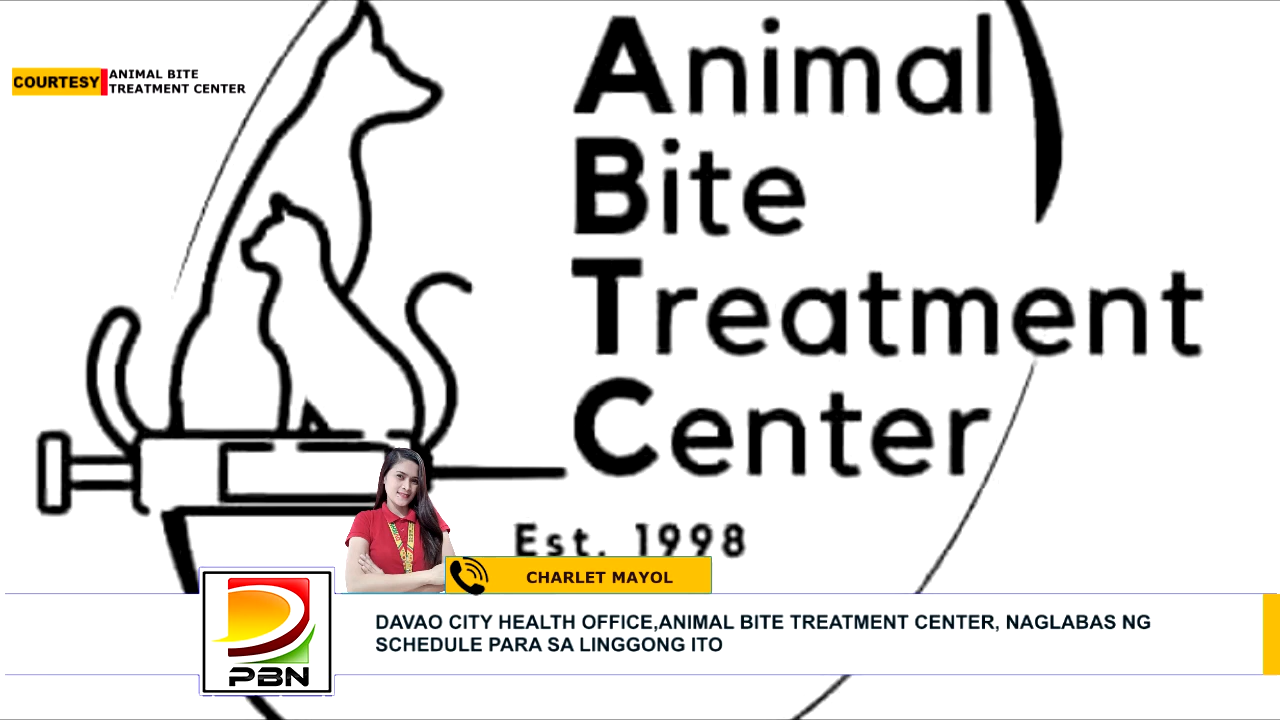 COURTESY
ANIMAL BITE
TREATMENT CENTER
Animal
Bite
Treatment
Center
Est. 1998
CHARLET MAYOL
DAVAO CITY HEALTH OFFICE,ANIMAL BITE TREATMENT CENTER, NAGLABAS NG
SCHEDULE PARA SA LINGGONG ITO
PBN